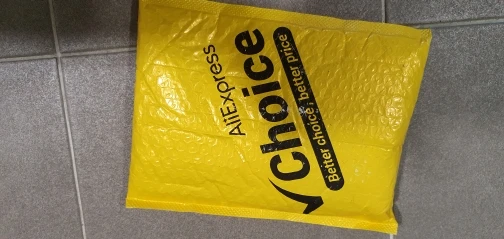 AliExpress
Choice
Better choice, better price